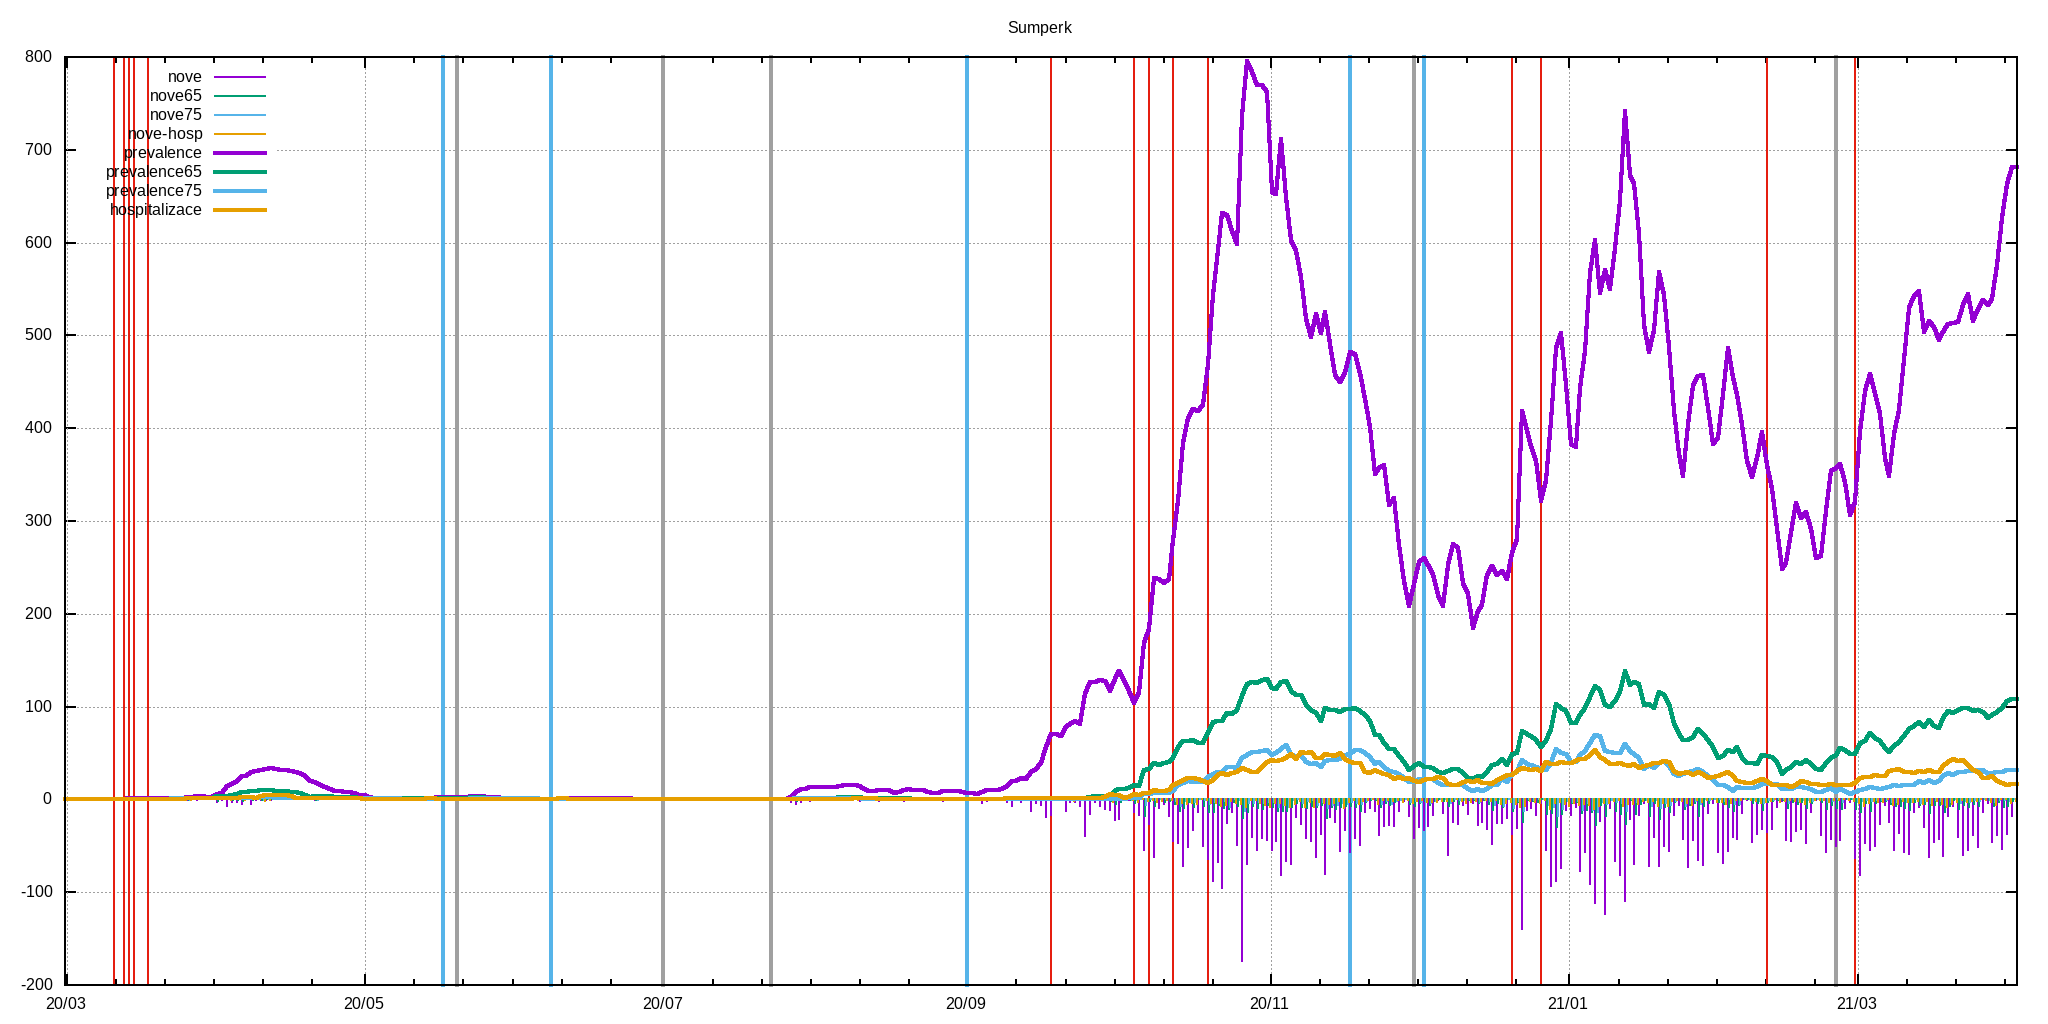 Sumperk
800
700
600
500
400
300
200
100
0
-100
-200
nove
nove65
nove75
nove-hosp
prevalence
prevalence65
prevalence75
hospitalizace
20/03 20/05 20/07 20/09 20/11 21/01 21/03